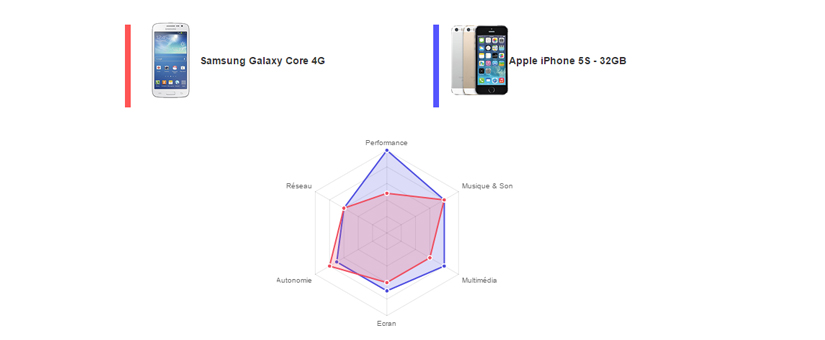 Samsung Galaxy Core 4G
Apple iPhone 5S - 32GB
Performance
Réseau
Musique & Son
Autonomie
Multimédia
Ecran